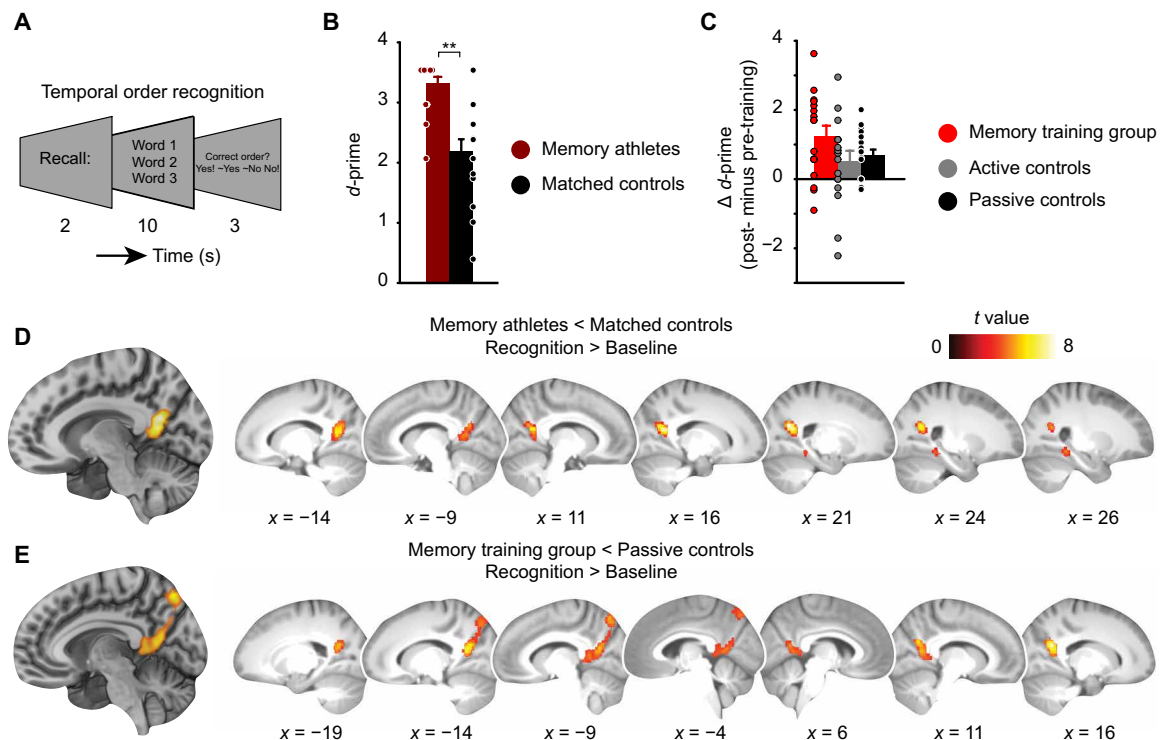 A
Temporal order recognition
Recall:
Word 1
Word 2
Word 3
Correct order?
Yes! ~Yes ~No No!
2
10
3
Time (s)
B
**
4
3
2
1
0
d-prime
Memory athletes
Matched controls
C
4
2
0
−2
Δ d-prime
(post- minus pre-training)
Memory training group
Active controls
Passive controls
D
Memory athletes < Matched controls
Recognition > Baseline
t value
0
8
x = −14
x = −9
x = 11
x = 16
x = 21
x = 24
x = 26
E
Memory training group < Passive controls
Recognition > Baseline
x = −19
x = −14
x = −9
x = −4
x = 6
x = 11
x = 16